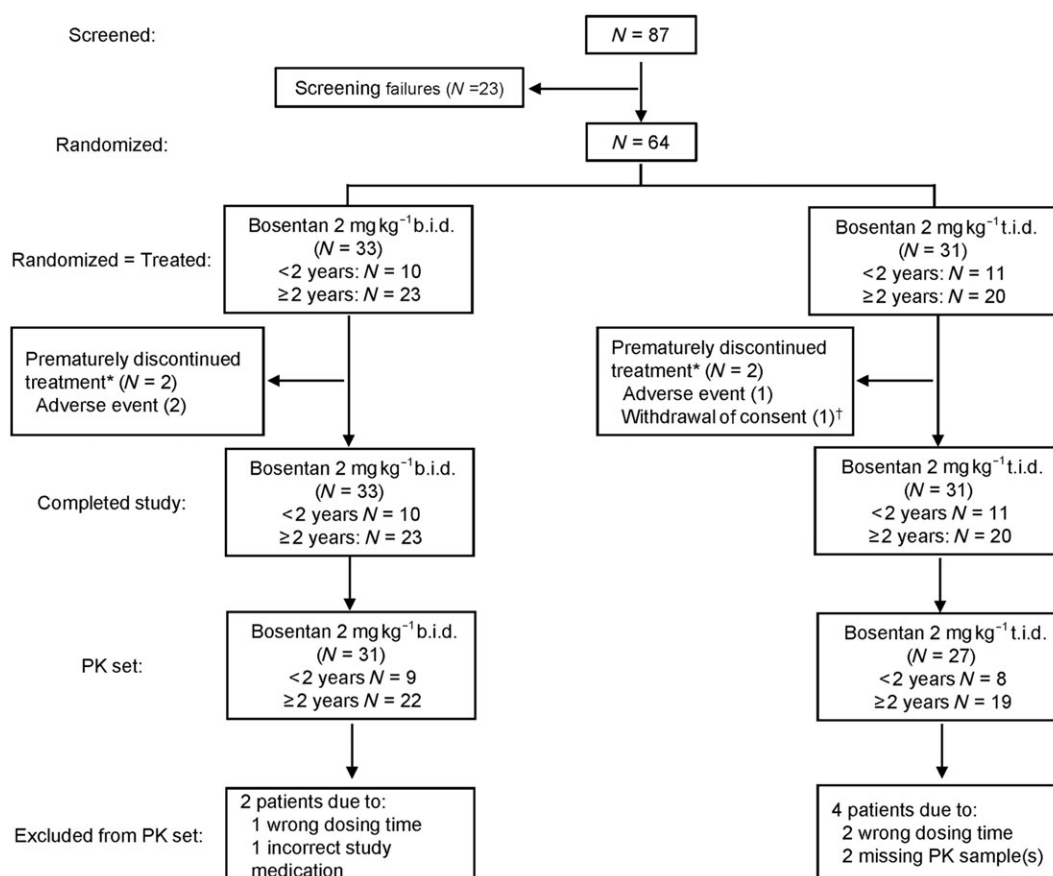 Screened:
N = 87
Screening failures (N =23)
Randomized:
N = 64
Randomized = Treated:
Bosentan 2 mg kg⁻¹ b.i.d.
(N = 33)
<2 years: N = 10
≥2 years: N = 23
Bosentan 2 mg kg⁻¹ t.i.d.
(N = 31)
<2 years: N = 11
≥2 years: N = 20
Prematurely discontinued
treatment* (N = 2)
Adverse event (2)
Prematurely discontinued
treatment* (N = 2)
Adverse event (1)
Withdrawal of consent (1)†
Completed study:
Bosentan 2 mg kg⁻¹ b.i.d.
(N = 33)
<2 years N = 10
≥2 years: N = 23
Bosentan 2 mg kg⁻¹ t.i.d.
(N = 31)
<2 years N = 11
≥2 years: N = 20
PK set:
Bosentan 2 mg kg⁻¹ b.i.d.
(N = 31)
<2 years N = 9
≥2 years N = 22
Bosentan 2 mg kg⁻¹ t.i.d.
(N = 27)
<2 years N = 8
≥2 years N = 19
Excluded from PK set:
2 patients due to:
1 wrong dosing time
1 incorrect study
medication
4 patients due to:
2 wrong dosing time
2 missing PK sample(s)